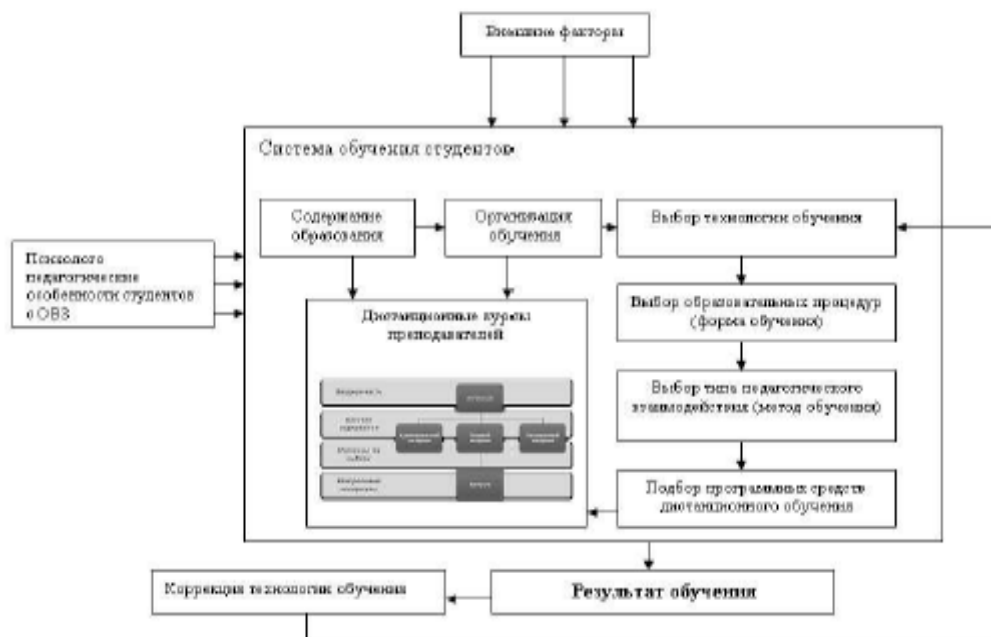 Внешние факторы
Система обучения студентов
Содержание
образования
Организация
обучения
Выбор технологии обучения
Психолого
педагогические
особенности студентов
с ОВЗ
Выбор образовательных процедур
(форма обучения)
Дистанционные курсы
преподавателей
Выбор типа педагогического
взаимодействия (метод обучения)
Подбор программных средств
дистанционного обучения
Коррекция технологии обучения
Результат обучения